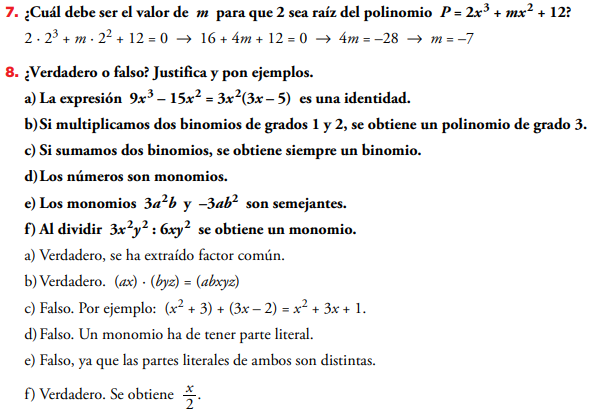 7. ¿Cuál debe ser el valor de m para que 2 sea raíz del polinomio P = 2x³ + mx² + 12?
2 · 2³ + m · 2² + 12 = 0 → 16 + 4m + 12 = 0 → 4m = –28 → m = –7
8. ¿Verdadero o falso? Justifica y pon ejemplos.
a) La expresión 9x³ – 15x² = 3x²(3x – 5) es una identidad.
b) Si multiplicamos dos binomios de grados 1 y 2, se obtiene un polinomio de grado 3.
c) Si sumamos dos binomios, se obtiene siempre un binomio.
d) Los números son monomios.
e) Los monomios 3a²b y –3ab² son semejantes.
f) Al dividir 3x²y² : 6xy² se obtiene un monomio.
a) Verdadero, se ha extraído factor común.
b) Verdadero. (ax) · (byz) = (abxyz)
c) Falso. Por ejemplo: (x² + 3) + (3x – 2) = x² + 3x + 1.
d) Falso. Un monomio ha de tener parte literal.
e) Falso, ya que las partes literales de ambos son distintas.
f) Verdadero. Se obtiene x/2.